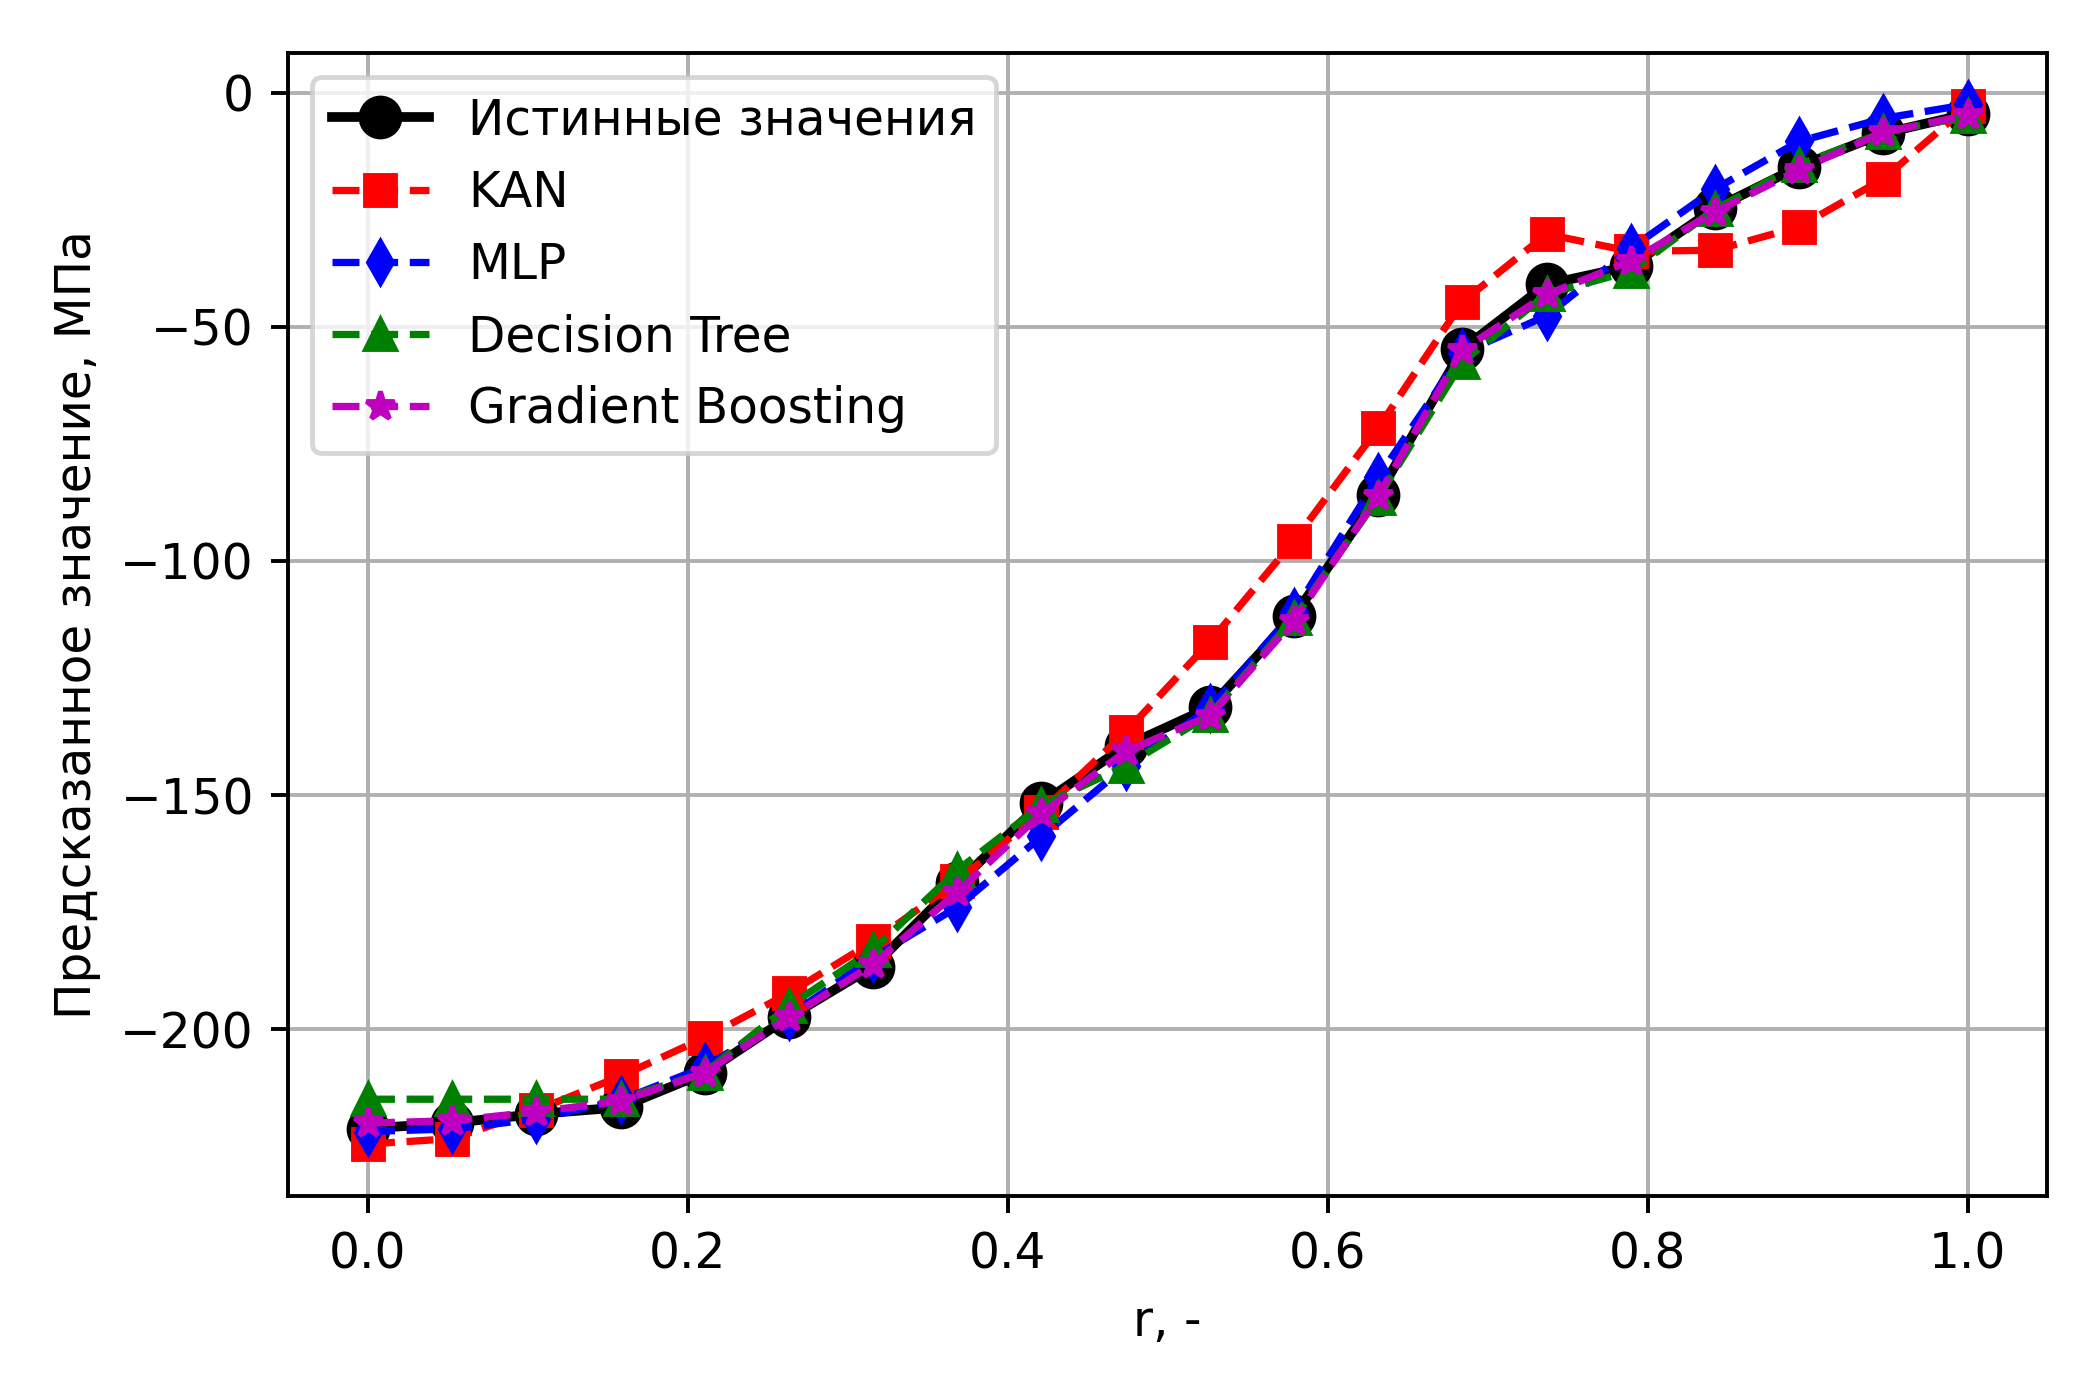 Истинные значения
KAN
MLP
Decision Tree
Gradient Boosting
Предсказанное значение, МПа
0
−50
−100
−150
−200
0.0 0.2 0.4 0.6 0.8 1.0
r, -